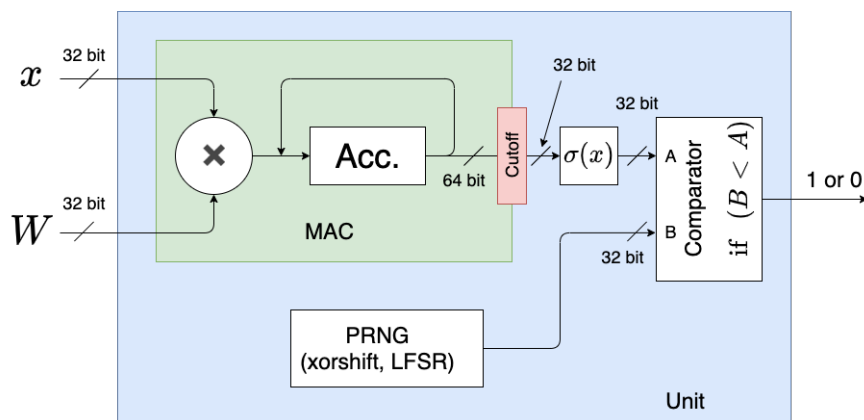 32 bit
x
W
32 bit
×
Acc.
64 bit
MAC
Cutoff
32 bit
σ(x)
32 bit
A
B
32 bit
Comparator
if (B < A)
1 or 0
PRNG
(xorshift, LFSR)
Unit